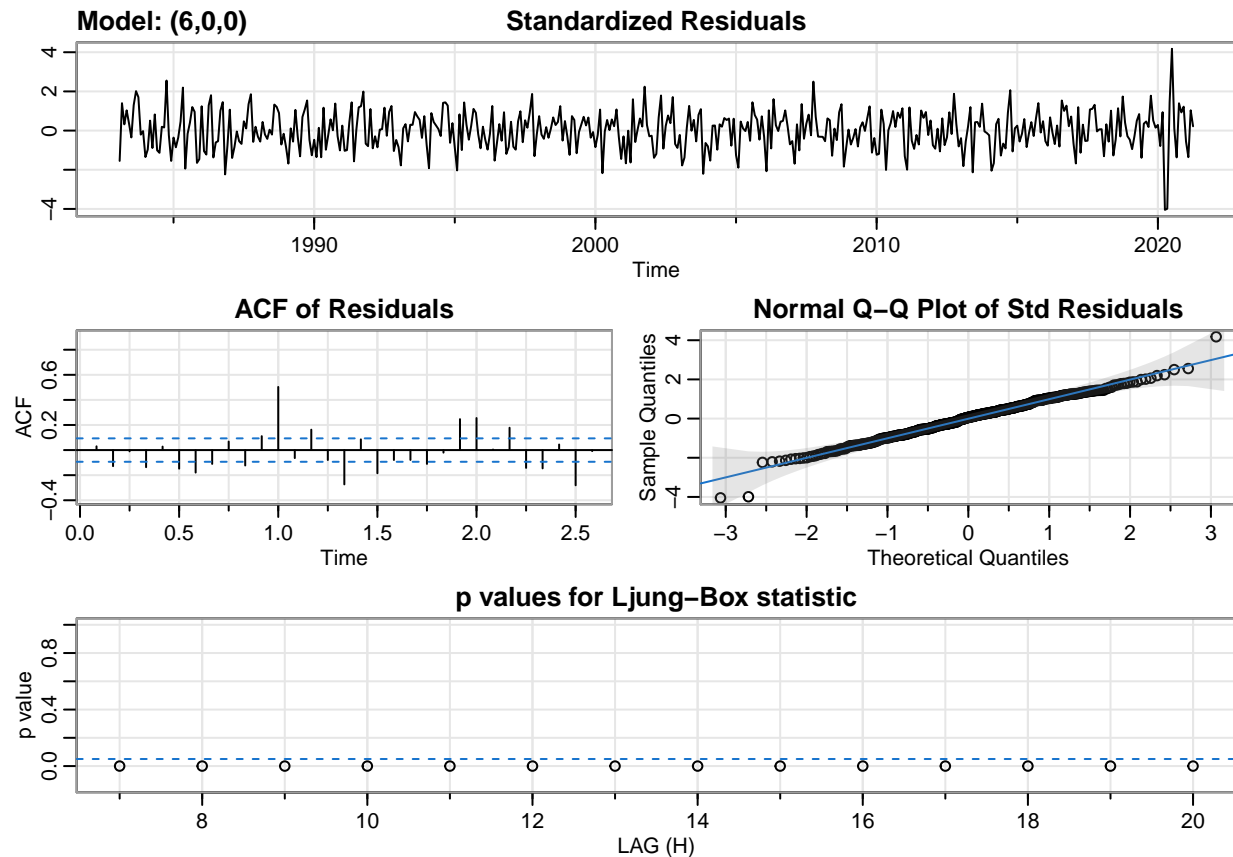 Model: (6,0,0) Standardized Residuals
4
2
0
−4
1990 2000 2010 2020
Time
ACF of Residuals
ACF
0.6
0.2
−0.4
0.0 0.5 1.0 1.5 2.0 2.5
Time
Normal Q−Q Plot of Std Residuals
Sample Quantiles
4
2
0
−4
−3 −2 −1 0 1 2 3
Theoretical Quantiles
p values for Ljung−Box statistic
p value
0.8
0.4
0.0
8 10 12 14 16 18 20
LAG (H)